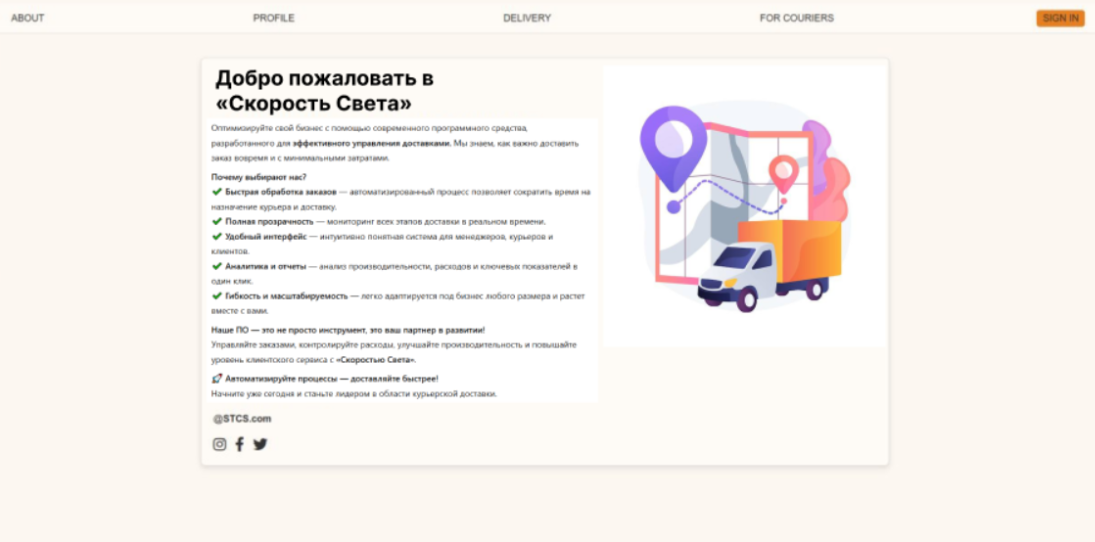 ABOUT PROFILE DELIVERY FOR COURIERS SIGN IN
Добро пожаловать в
«Скорость Света»
Оптимизируйте свой бизнес с помощью современного программного средства,
разработанного для эффективного управления доставками. Мы знаем, как важно доставить
заказ вовремя и с минимальными затратами.
Почему выбирают нас?
✔ Быстрая обработка заказов — автоматизированный процесс позволяет сократить время на
назначение курьера и доставку.
✔ Полная прозрачность — мониторинг всех этапов доставки в реальном времени.
✔ Удобный интерфейс — интуитивно понятная система для менеджеров, курьеров и
клиентов.
✔ Аналитика и отчеты — анализ производительности, расходов и ключевых показателей в
один клик.
✔ Гибкость и масштабируемость — легко адаптируется под бизнес любого размера и растет
вместе с вами.
Наше ПО — это не просто инструмент, это ваш партнер в развитии!
Управляйте заказами, контролируйте расходы, улучшайте производительность и повышайте
уровень клиентского сервиса с «Скоростью Света».
🚀 Автоматизируйте процессы — доставляйте быстрее!
Начните уже сегодня и станьте лидером в области курьерской доставки.
@STCS.com